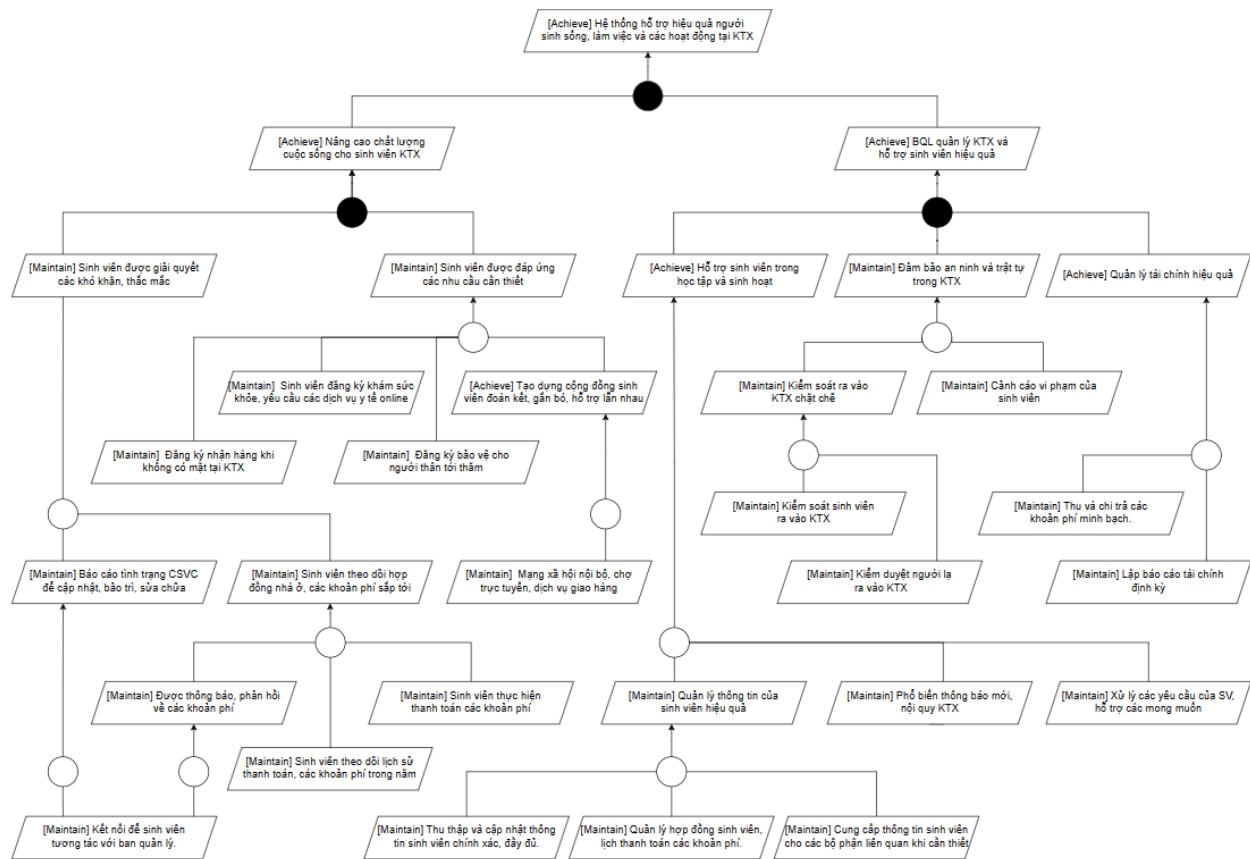 [Achieve] Hệ thống hỗ trợ hiệu quả người
sinh sống, làm việc và các hoạt động tại KTX
[Achieve] Nâng cao chất lượng
cuộc sống cho sinh viên KTX
[Achieve] BQL quản lý KTX và
hỗ trợ sinh viên hiệu quả
[Maintain] Sinh viên được giải quyết
các khó khăn, thắc mắc
[Maintain] Sinh viên được đáp ứng
các nhu cầu cần thiết
[Achieve] Hỗ trợ sinh viên trong
học tập và sinh hoạt
[Maintain] Đảm bảo an ninh và trật tự
trong KTX
[Achieve] Quản lý tài chính hiệu quả
[Maintain] Sinh viên đăng ký khám sức
khỏe, yêu cầu các dịch vụ y tế online
[Achieve] Tạo dựng cộng đồng sinh
viên đoàn kết, gắn bó, hỗ trợ lẫn nhau
[Maintain] Kiểm soát ra vào
KTX chặt chẽ
[Maintain] Cảnh cáo vi phạm của
sinh viên
[Maintain] Đăng ký nhận hàng khi
không có mặt tại KTX
[Maintain] Đăng ký bảo vệ cho
người thân tới thăm
[Maintain] Kiểm soát sinh viên
ra vào KTX
[Maintain] Thu và chi trả các
khoản phí minh bạch.
[Maintain] Báo cáo tình trạng CSVC
để cập nhật, bảo trì, sửa chữa
[Maintain] Sinh viên theo dõi hợp
đồng nhà ở, các khoản phí sắp tới
[Maintain] Mạng xã hội nội bộ, chợ
trực tuyến, dịch vụ giao hàng
[Maintain] Kiểm duyệt người lạ
ra vào KTX
[Maintain] Lập báo cáo tài chính
định kỳ
[Maintain] Được thông báo, phản hồi
về các khoản phí
[Maintain] Sinh viên thực hiện
thanh toán các khoản phí
[Maintain] Quản lý thông tin của
sinh viên hiệu quả
[Maintain] Phổ biến thông báo mới,
nội quy KTX
[Maintain] Xử lý các yêu cầu của SV,
hỗ trợ các mong muốn
[Maintain] Sinh viên theo dõi lịch sử
thanh toán, các khoản phí trong năm
[Maintain] Kết nối để sinh viên
tương tác với ban quản lý.
[Maintain] Thu thập và cập nhật thông
tin sinh viên chính xác, đầy đủ.
[Maintain] Quản lý hợp đồng sinh viên,
lịch thanh toán các khoản phí.
[Maintain] Cung cấp thông tin sinh viên
cho các bộ phận liên quan khi cần thiết